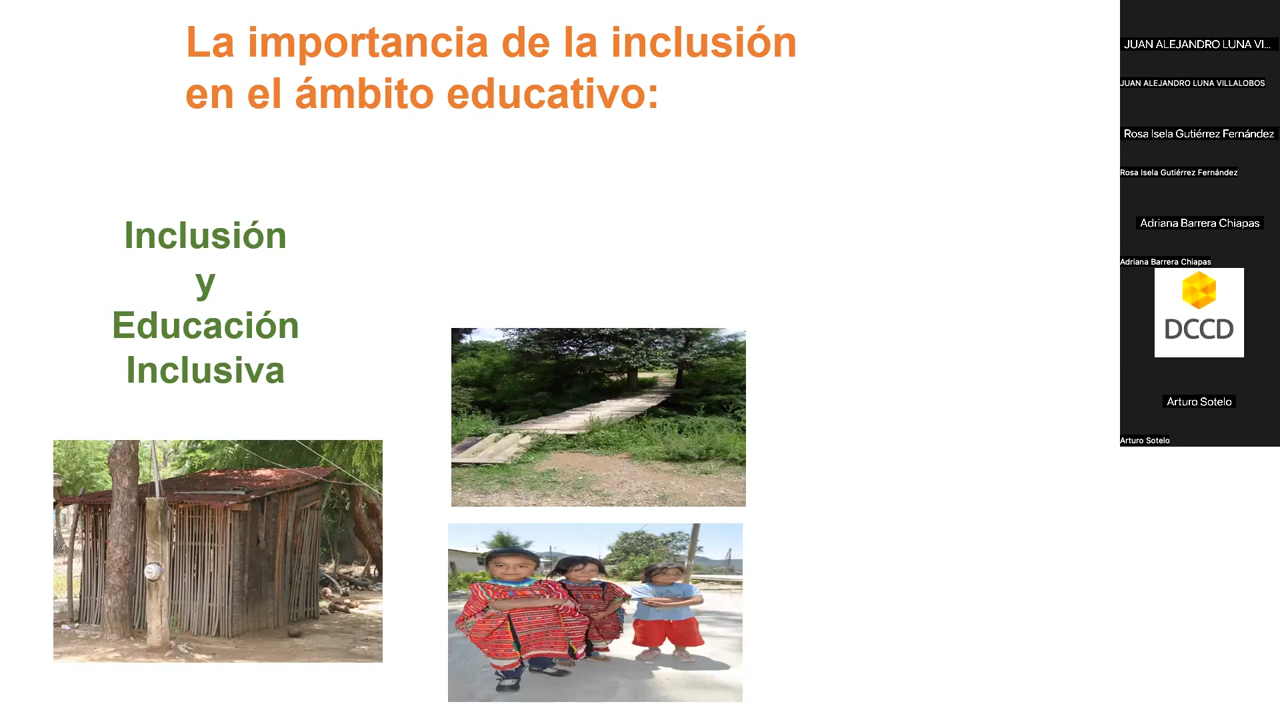 La importancia de la inclusión
en el ámbito educativo:
Inclusión
y
Educación
Inclusiva
JUAN ALEJANDRO LUNA VI...
JUAN ALEJANDRO LUNA VILLALOBOS
Rosa Isela Gutiérrez Fernández
Rosa Isela Gutiérrez Fernández
Adriana Barrera Chiapas
Adriana Barrera Chiapas
DCCD
Arturo Sotelo
Arturo Sotelo